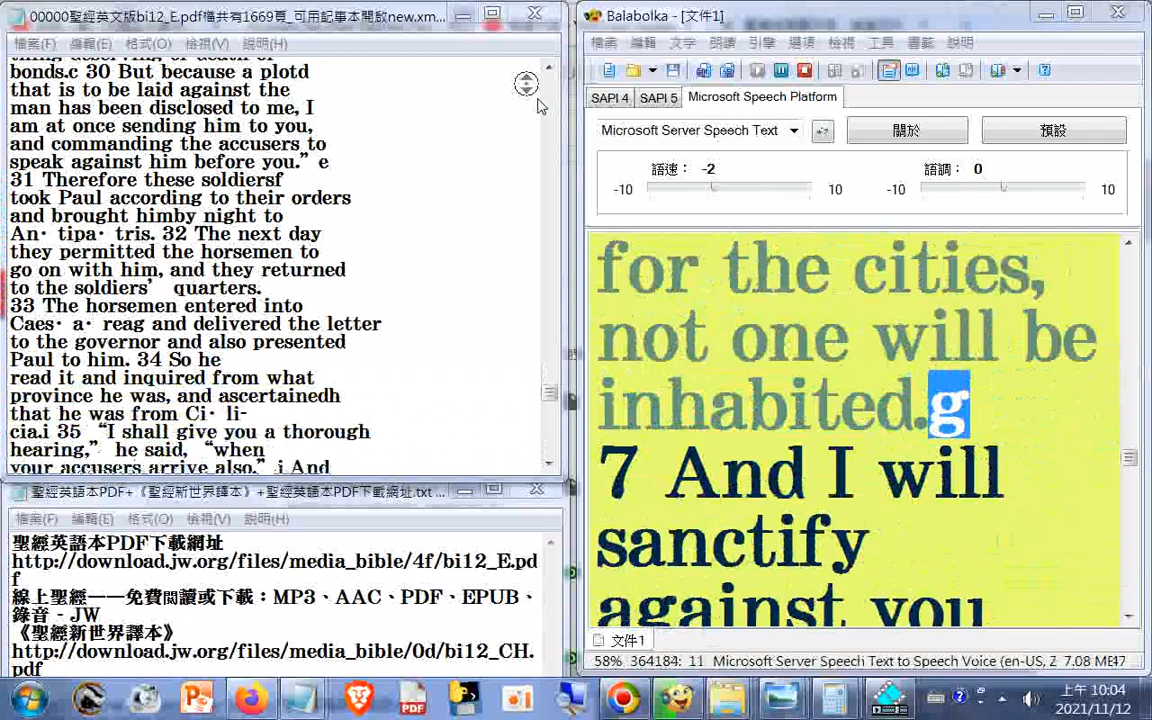 00000聖經英文版bi12_E.pdf檔共有1669頁_可用記事本開啟new.xm...
檔案(F) 編輯(E) 格式(O) 檢視(V) 說明(H)
bonds.c 30 But because a plotd
that is to be laid against the
man has been disclosed to me, I
am at once sending him to you,
and commanding the accusers to
speak against him before you.” e
31 Therefore these soldiersf
took Paul according to their orders
and brought himby night to
An· tipa· tris. 32 The next day
they permitted the horsemen to
go on with him, and they returned
to the soldiers’ quarters.
33 The horsemen entered into
Caes· a· reag and delivered the letter
to the governor and also presented
Paul to him. 34 So he
read it and inquired from what
province he was, and ascertainedh
that he was from Ci· li-
cia.i 35 “I shall give you a thorough
hearing,” he said, “when
your accusers arrive also.” j And
聖經英語本PDF+《聖經新世界譯本》+聖經英語本PDF下載網址.txt ...
檔案(F) 編輯(E) 格式(O) 檢視(V) 說明(H)
聖經英語本PDF下載網址
http://download.jw.org/files/media_bible/4f/bi12_E.pd
f
線上聖經——免費閱讀或下載：MP3、AAC、PDF、EPUB、
錄音 - JW
《聖經新世界譯本》
http://download.jw.org/files/media_bible/0d/bi12_CH.
pdf
Balabolka - [文件1]
檔案 編輯 文字 朗讀 引擎 選項 檢視 工具 書籤 說明
SAPI 4 SAPI 5 Microsoft Speech Platform
Microsoft Server Speech Text 關於 預設
語速： -2 語調： 0
-10 10 -10 10
for the cities,
not one will be
inhabited.g
7 And I will
sanctify
against you
文件1
58% 364184: 11 Microsoft Server Speech Text to Speech Voice (en-US, Z 7.08 ME47
PDF
上午 10:04
2021/11/12